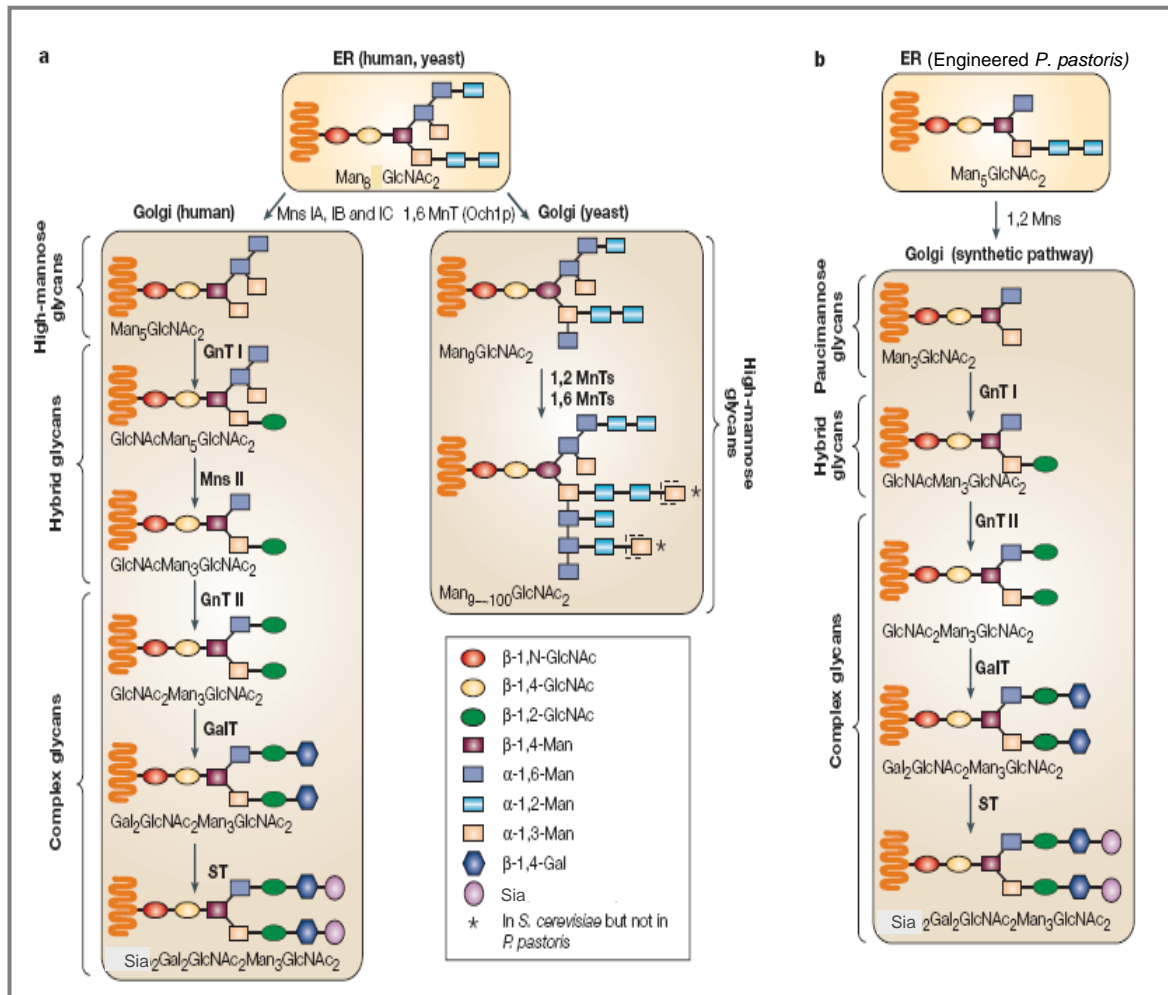 a
ER (human, yeast)
Man₈ GlcNAc₂
Mns IA, IB and IC
1,6 MnT (Och1p)
Golgi (human)
High-mannose
glycans
Man₅GlcNAc₂
GnT I
Hybrid glycans
GlcNAcMan₅GlcNAc₂
Mns II
GlcNAcMan₃GlcNAc₂
GnT II
Complex glycans
GlcNAc₂Man₃GlcNAc₂
GalT
Gal₂GlcNAc₂Man₃GlcNAc₂
ST
Sia₂Gal₂GlcNAc₂Man₃GlcNAc₂
Golgi (yeast)
Man₉GlcNAc₂
1,2 MnTs
1,6 MnTs
High-mannose
glycans
*
*
Man₉₋₋₁₀₀GlcNAc₂
β-1,N-GlcNAc
β-1,4-GlcNAc
β-1,2-GlcNAc
β-1,4-Man
α-1,6-Man
α-1,2-Man
α-1,3-Man
β-1,4-Gal
Sia
* In S. cerevisiae but not in
P. pastoris
b
ER (Engineered P. pastoris)
Man₅GlcNAc₂
1,2 Mns
Golgi (synthetic pathway)
Paucimannose
glycans
Man₃GlcNAc₂
GnT I
Hybrid
glycans
GlcNAcMan₃GlcNAc₂
GnT II
Complex glycans
GlcNAc₂Man₃GlcNAc₂
GalT
Gal₂GlcNAc₂Man₃GlcNAc₂
ST
Sia ₂Gal₂GlcNAc₂Man₃GlcNAc₂